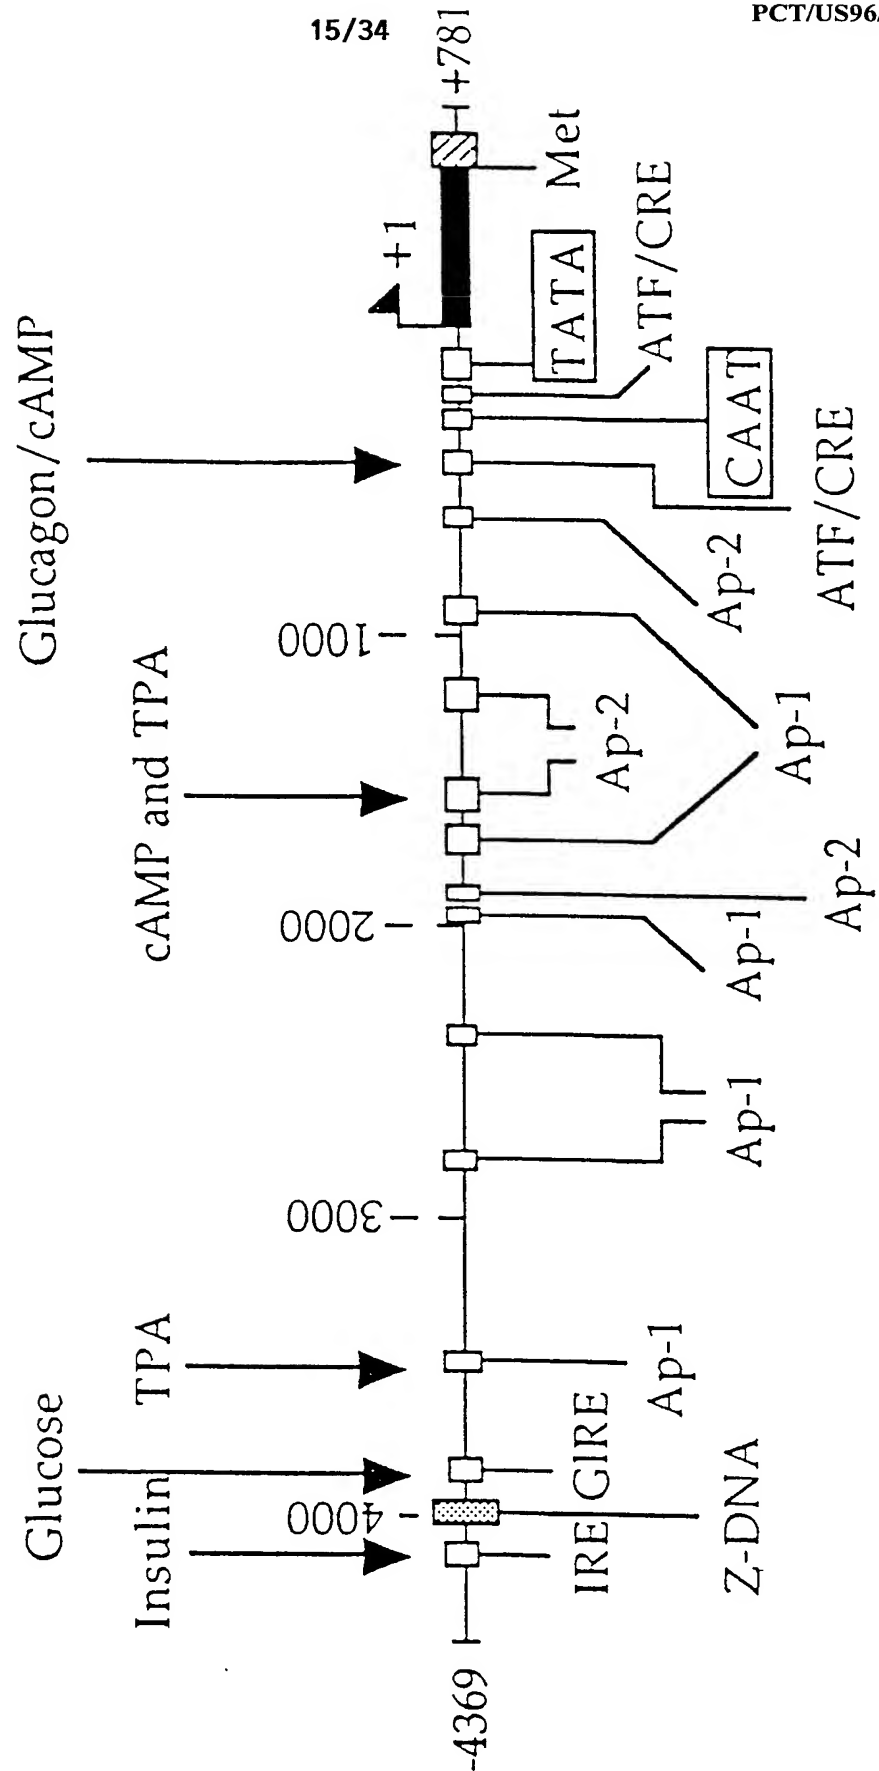 15/34
PCT/US96/
Glucagon/cAMP
cAMP and TPA
TPA
Glucose
Insulin
-4369
-4000
-3000
-2000
-1000
+1
+781
IRE
GIRE
Z-DNA
Ap-1
Ap-1
Ap-1
Ap-2
Ap-1
Ap-2
Ap-2
ATF/CRE
CAAT
ATF/CRE
TATA
Met